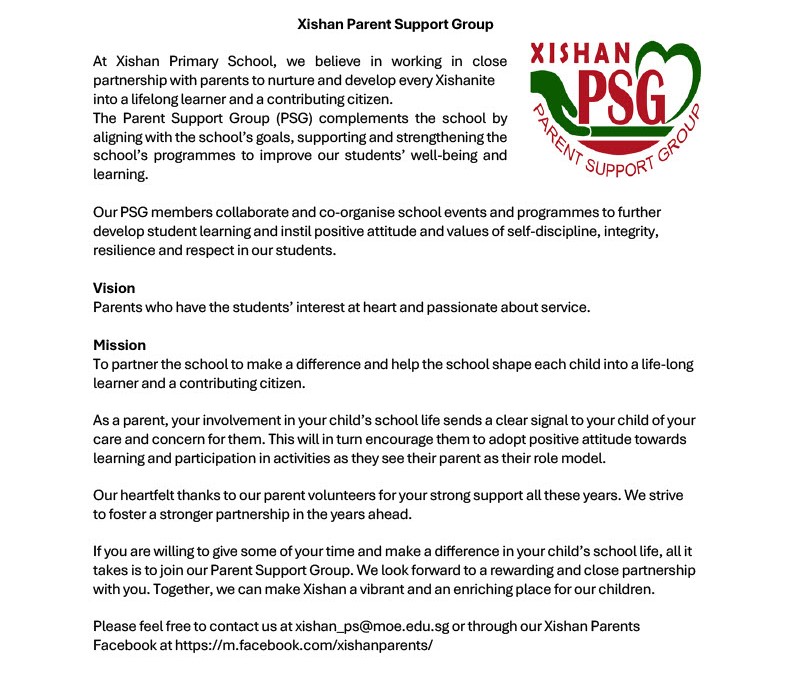 Xishan Parent Support Group
XISHAN
PSG
PARENT SUPPORT GROUP
At Xishan Primary School, we believe in working in close
partnership with parents to nurture and develop every Xishanite
into a lifelong learner and a contributing citizen.
The Parent Support Group (PSG) complements the school by
aligning with the school’s goals, supporting and strengthening the
school’s programmes to improve our students’ well-being and
learning.
Our PSG members collaborate and co-organise school events and programmes to further
develop student learning and instil positive attitude and values of self-discipline, integrity,
resilience and respect in our students.
Vision
Parents who have the students’ interest at heart and passionate about service.
Mission
To partner the school to make a difference and help the school shape each child into a life-long
learner and a contributing citizen.
As a parent, your involvement in your child’s school life sends a clear signal to your child of your
care and concern for them. This will in turn encourage them to adopt positive attitude towards
learning and participation in activities as they see their parent as their role model.
Our heartfelt thanks to our parent volunteers for your strong support all these years. We strive
to foster a stronger partnership in the years ahead.
If you are willing to give some of your time and make a difference in your child’s school life, all it
takes is to join our Parent Support Group. We look forward to a rewarding and close partnership
with you. Together, we can make Xishan a vibrant and an enriching place for our children.
Please feel free to contact us at xishan_ps@moe.edu.sg or through our Xishan Parents
Facebook at https://m.facebook.com/xishanparents/